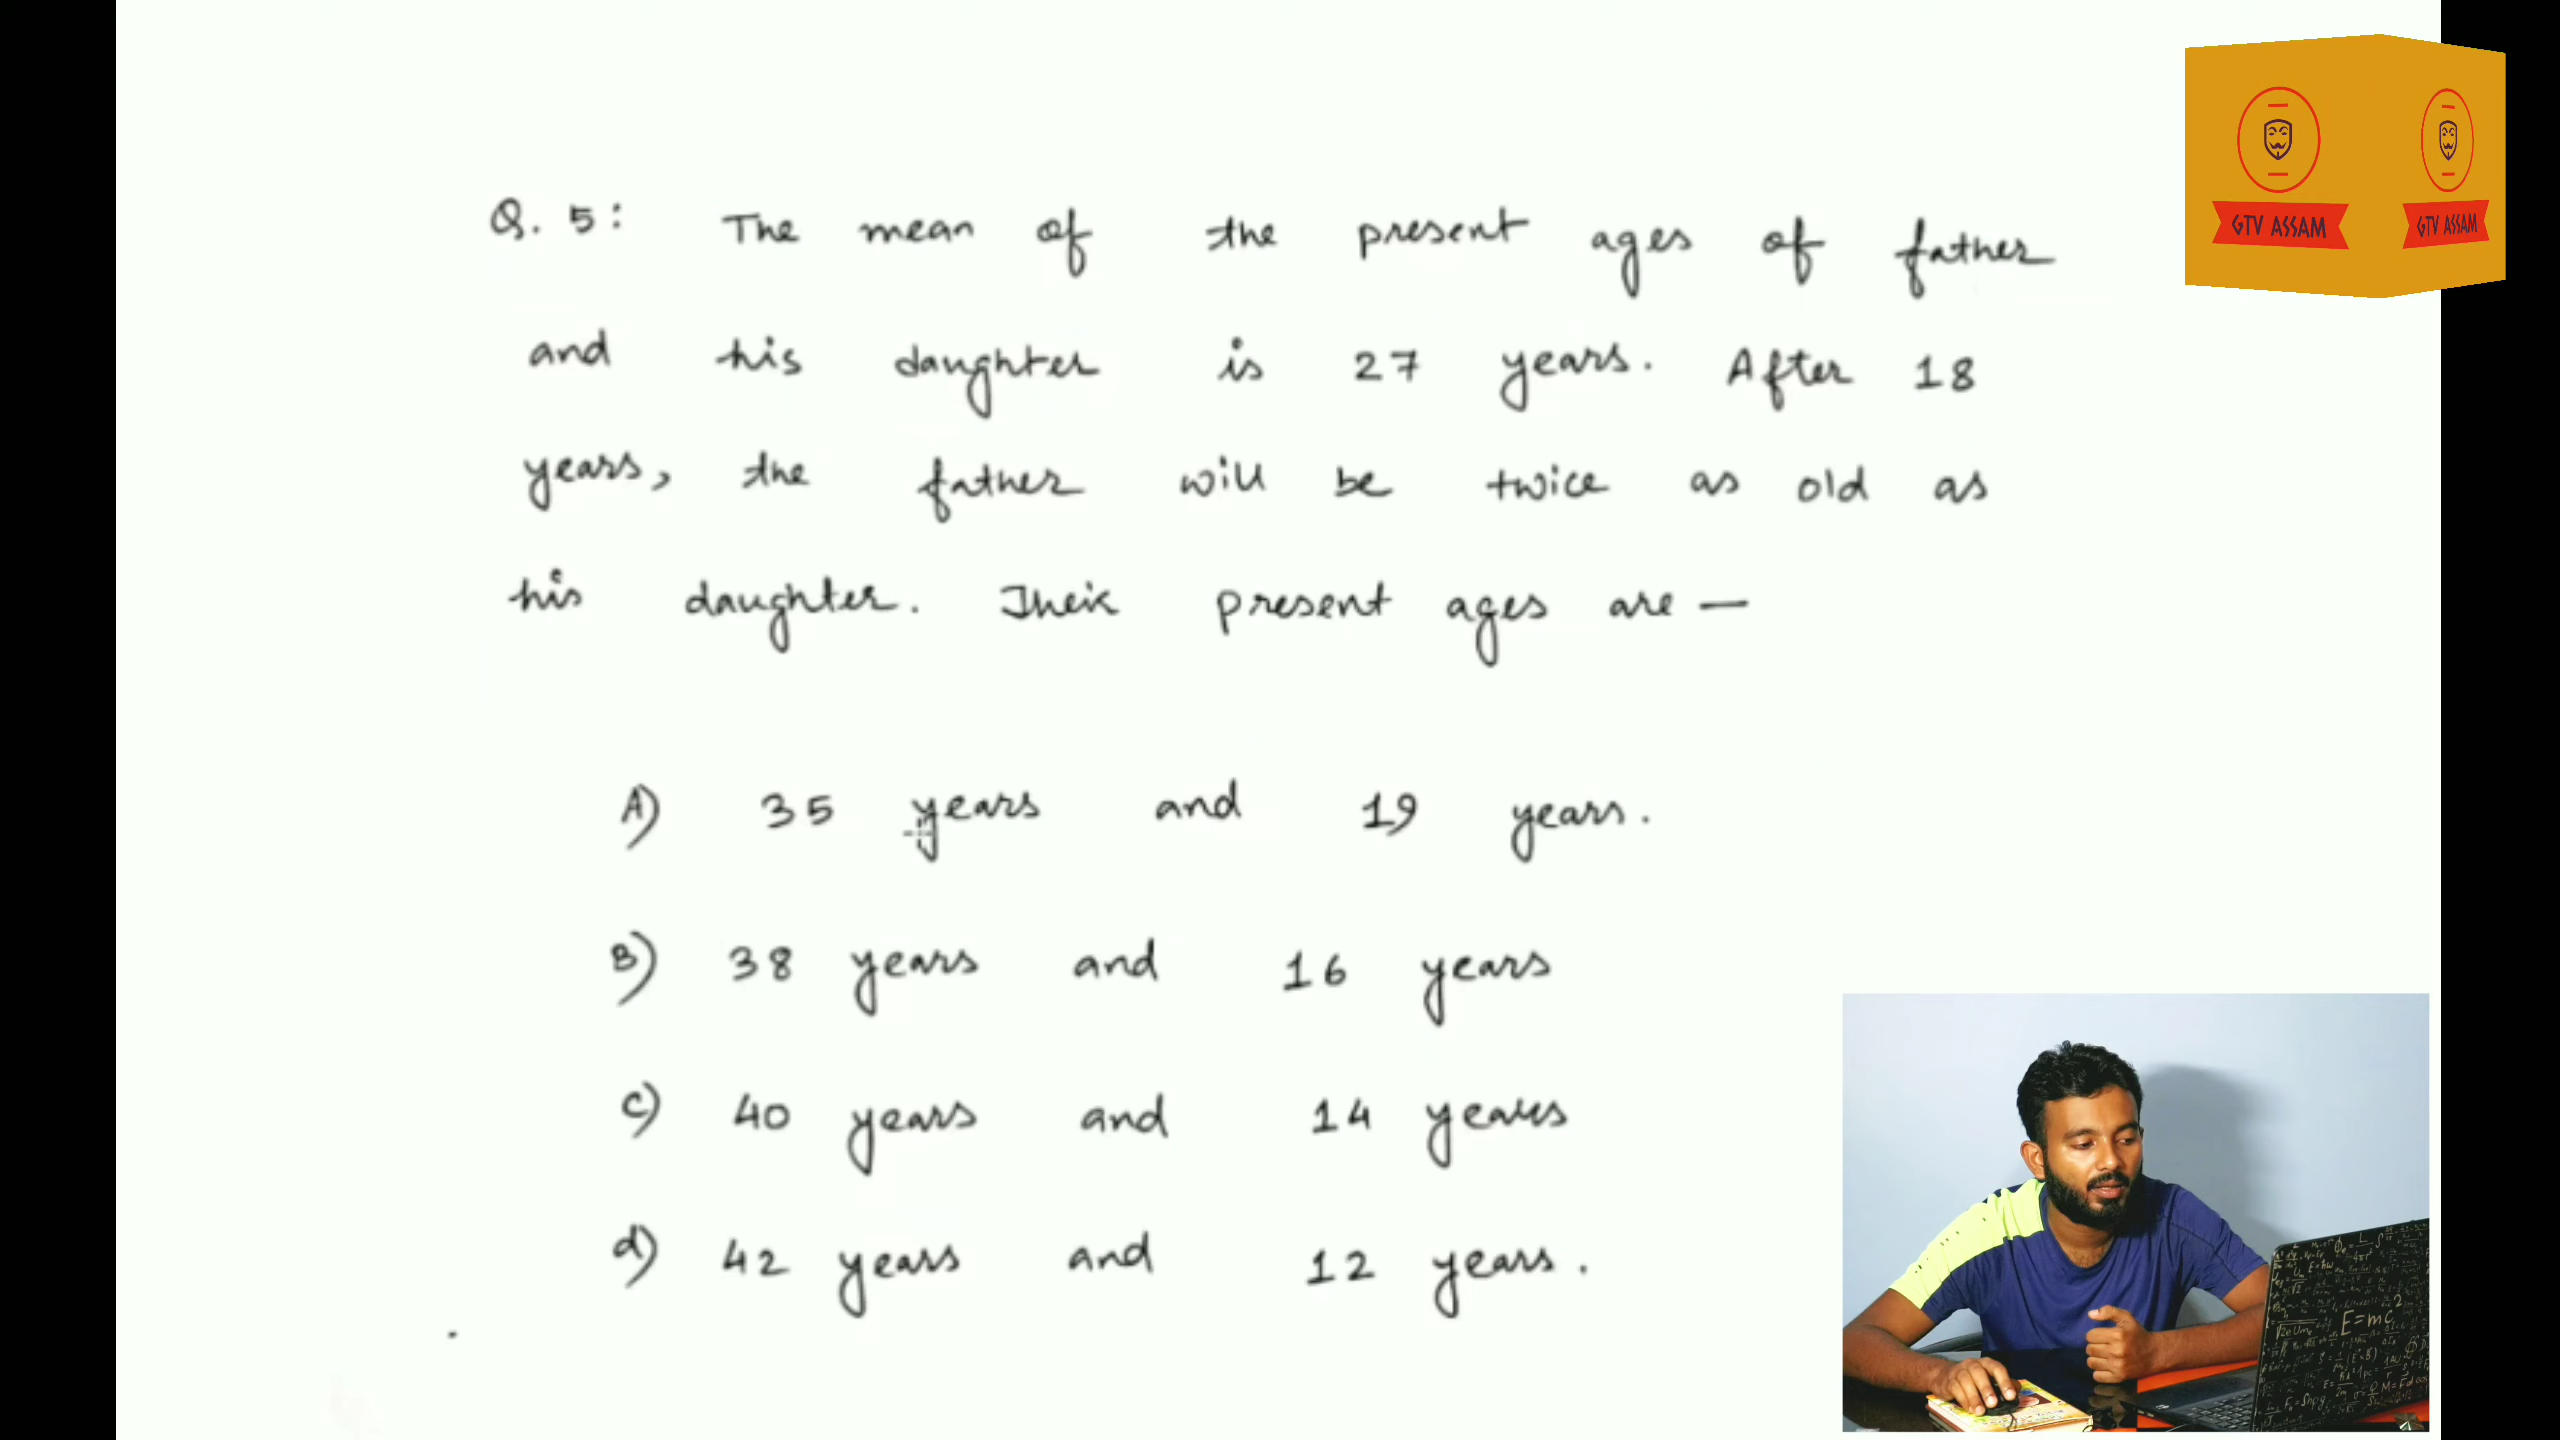 Q. 5: The mean of the present ages of father
and his daughter is 27 years. After 18
years, the father will be twice as old as
his daughter. Their present ages are —
A) 35 years and 19 years.
B) 38 years and 16 years
C) 40 years and 14 years
d) 42 years and 12 years.
GTV ASSAM
GTV ASSAM
E=mc²